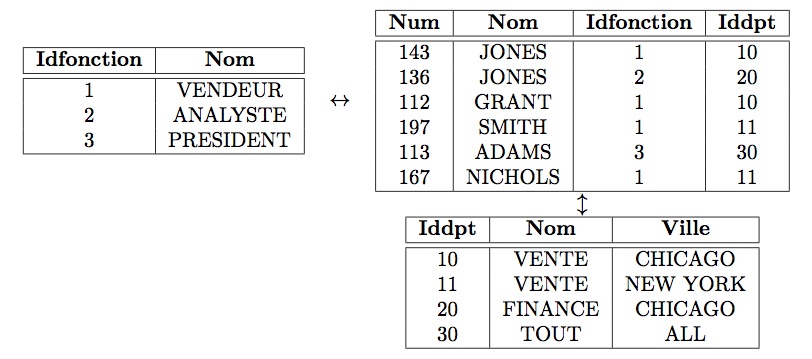 Idfonction Nom
1 VENDEUR
2 ANALYSTE
3 PRESIDENT
↔
Num Nom Idfonction Iddpt
143 JONES 1 10
136 JONES 2 20
112 GRANT 1 10
197 SMITH 1 11
113 ADAMS 3 30
167 NICHOLS 1 11
↕
Iddpt Nom Ville
10 VENTE CHICAGO
11 VENTE NEW YORK
20 FINANCE CHICAGO
30 TOUT ALL